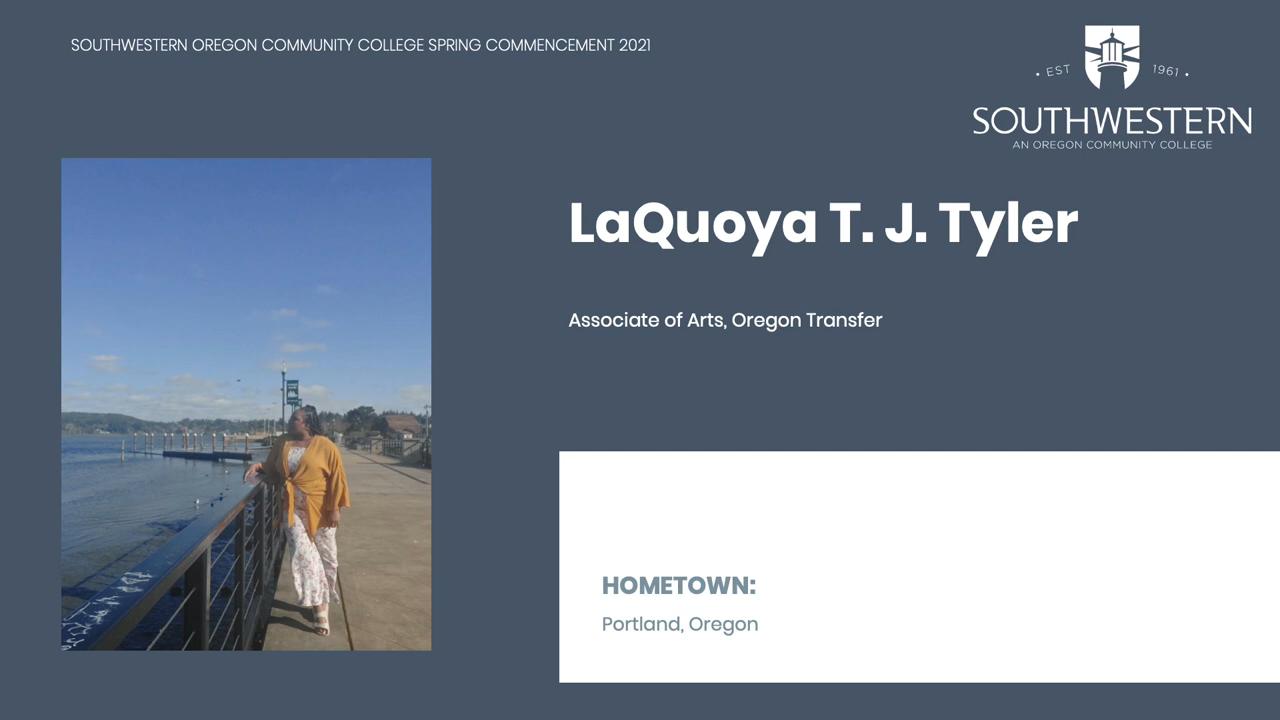 SOUTHWESTERN OREGON COMMUNITY COLLEGE SPRING COMMENCEMENT 2021
• EST 1961 •
SOUTHWESTERN
AN OREGON COMMUNITY COLLEGE
LaQuoya T. J. Tyler
Associate of Arts, Oregon Transfer
HOMETOWN:
Portland, Oregon